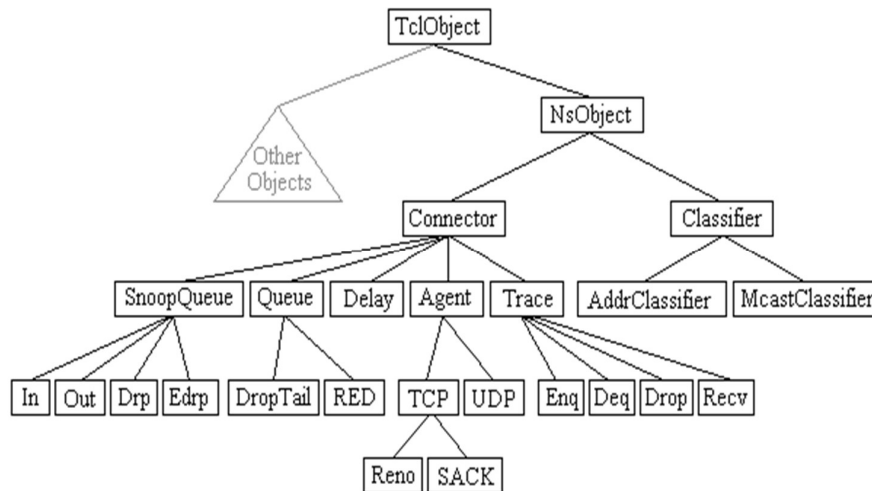 TclObject
NsObject
Other
Objects
Connector
Classifier
SnoopQueue
Queue
Delay
Agent
Trace
AddrClassifier
McastClassifier
In
Out
Drp
Edrp
DropTail
RED
TCP
UDP
Enq
Deq
Drop
Recv
Reno
SACK